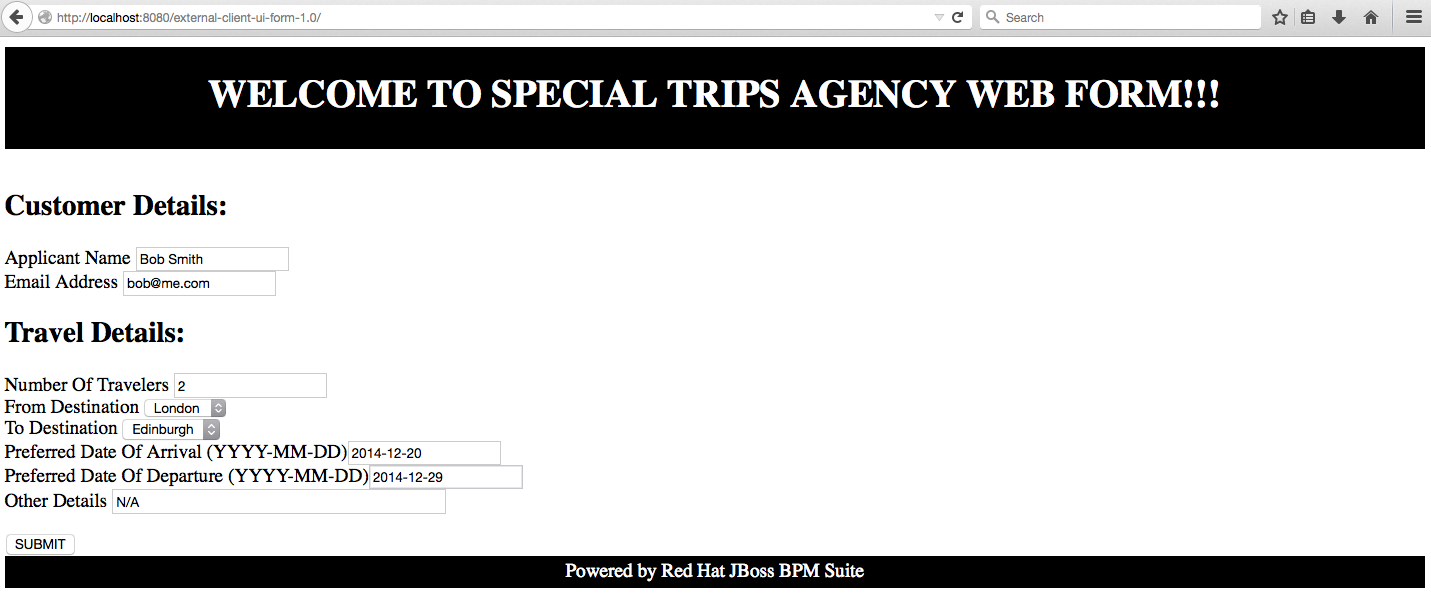 http://localhost:8080/external-client-ui-form-1.0/
Search
WELCOME TO SPECIAL TRIPS AGENCY WEB FORM!!!
Customer Details:
Applicant Name Bob Smith
Email Address bob@me.com
Travel Details:
Number Of Travelers 2
From Destination London
To Destination Edinburgh
Preferred Date Of Arrival (YYYY-MM-DD) 2014-12-20
Preferred Date Of Departure (YYYY-MM-DD) 2014-12-29
Other Details N/A
SUBMIT
Powered by Red Hat JBoss BPM Suite